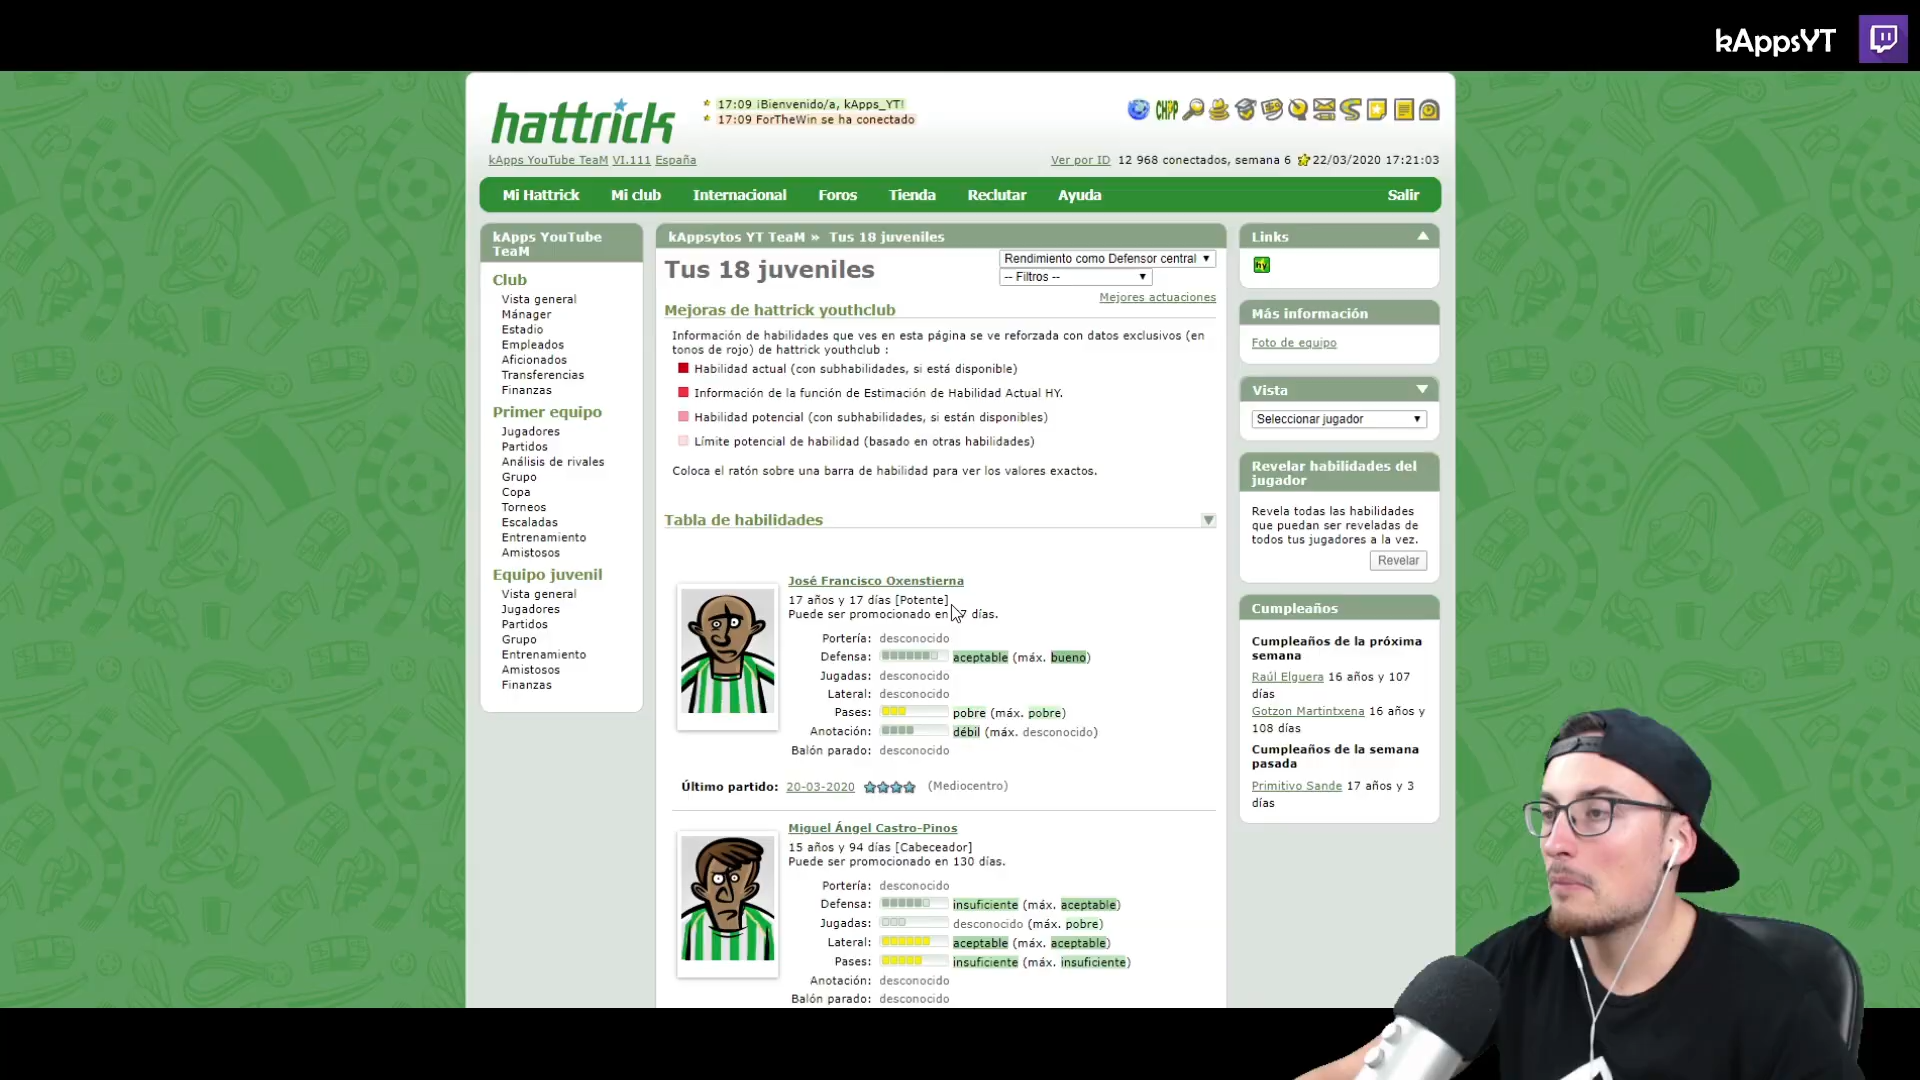 kAppsYT
hattrick
17:09 ¡Bienvenido/a, kApps_YT!
17:09 ForTheWin se ha conectado
CHPP
kApps YouTube TeaM VI.111 España
Ver por ID 12 968 conectados, semana 6 22/03/2020 17:21:03
Mi Hattrick Mi club Internacional Foros Tienda Reclutar Ayuda Salir
kApps YouTube
TeaM
Club
Vista general
Mánager
Estadio
Empleados
Aficionados
Transferencias
Finanzas
Primer equipo
Jugadores
Partidos
Análisis de rivales
Grupo
Copa
Torneos
Escaladas
Entrenamiento
Amistosos
Equipo juvenil
Vista general
Jugadores
Partidos
Grupo
Entrenamiento
Amistosos
Finanzas
kAppsytos YT TeaM » Tus 18 juveniles
Tus 18 juveniles
Rendimiento como Defensor central
-- Filtros --
Mejores actuaciones
Mejoras de hattrick youthclub
Información de habilidades que ves en esta página se ve reforzada con datos exclusivos (en
tonos de rojo) de hattrick youthclub :
Habilidad actual (con subhabilidades, si está disponible)
Información de la función de Estimación de Habilidad Actual HY.
Habilidad potencial (con subhabilidades, si están disponibles)
Límite potencial de habilidad (basado en otras habilidades)
Coloca el ratón sobre una barra de habilidad para ver los valores exactos.
Tabla de habilidades
José Francisco Oxenstierna
17 años y 17 días [Potente]
Puede ser promocionado en 7 días.
Portería: desconocido
Defensa: aceptable (máx. bueno)
Jugadas: desconocido
Lateral: desconocido
Pases: pobre (máx. pobre)
Anotación: débil (máx. desconocido)
Balón parado: desconocido
Último partido: 20-03-2020 (Mediocentro)
Miguel Ángel Castro-Pinos
15 años y 94 días [Cabeceador]
Puede ser promocionado en 130 días.
Portería: desconocido
Defensa: insuficiente (máx. aceptable)
Jugadas: desconocido (máx. pobre)
Lateral: aceptable (máx. aceptable)
Pases: insuficiente (máx. insuficiente)
Anotación: desconocido
Balón parado: desconocido
Links
hy
Más información
Foto de equipo
Vista
Seleccionar jugador
Revelar habilidades del
jugador
Revela todas las habilidades
que puedan ser reveladas de
todos tus jugadores a la vez.
Revelar
Cumpleaños
Cumpleaños de la próxima
semana
Raúl Elguera 16 años y 107
días
Gotzon Martintxena 16 años y
108 días
Cumpleaños de la semana
pasada
Primitivo Sande 17 años y 3
días